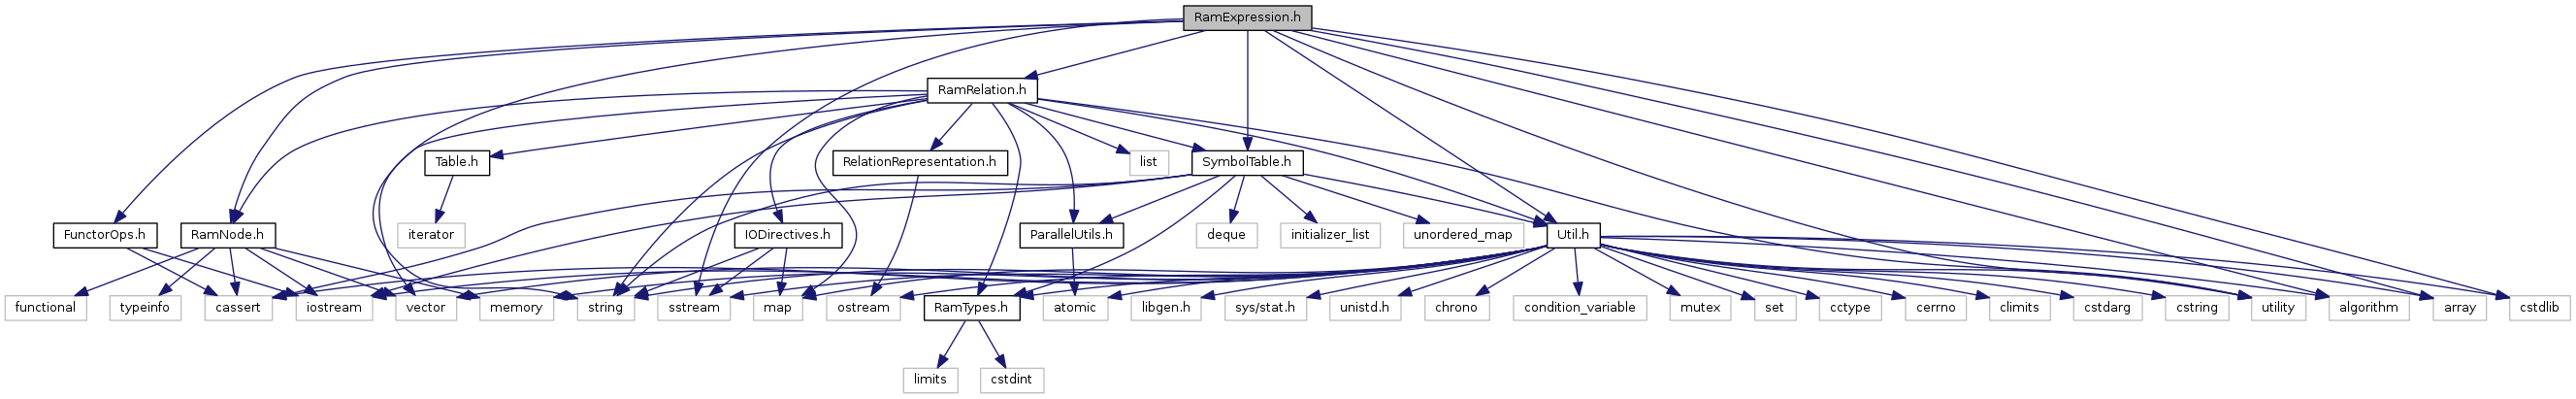 RamExpression.h
RamRelation.h
Table.h
RelationRepresentation.h
list
SymbolTable.h
FunctorOps.h
RamNode.h
iterator
IODirectives.h
ParallelUtils.h
deque
initializer_list
unordered_map
Util.h
functional
typeinfo
cassert
iostream
vector
memory
string
sstream
map
ostream
RamTypes.h
atomic
libgen.h
sys/stat.h
unistd.h
chrono
condition_variable
mutex
set
cctype
cerrno
climits
cstdarg
cstring
utility
algorithm
array
cstdlib
limits
cstdint